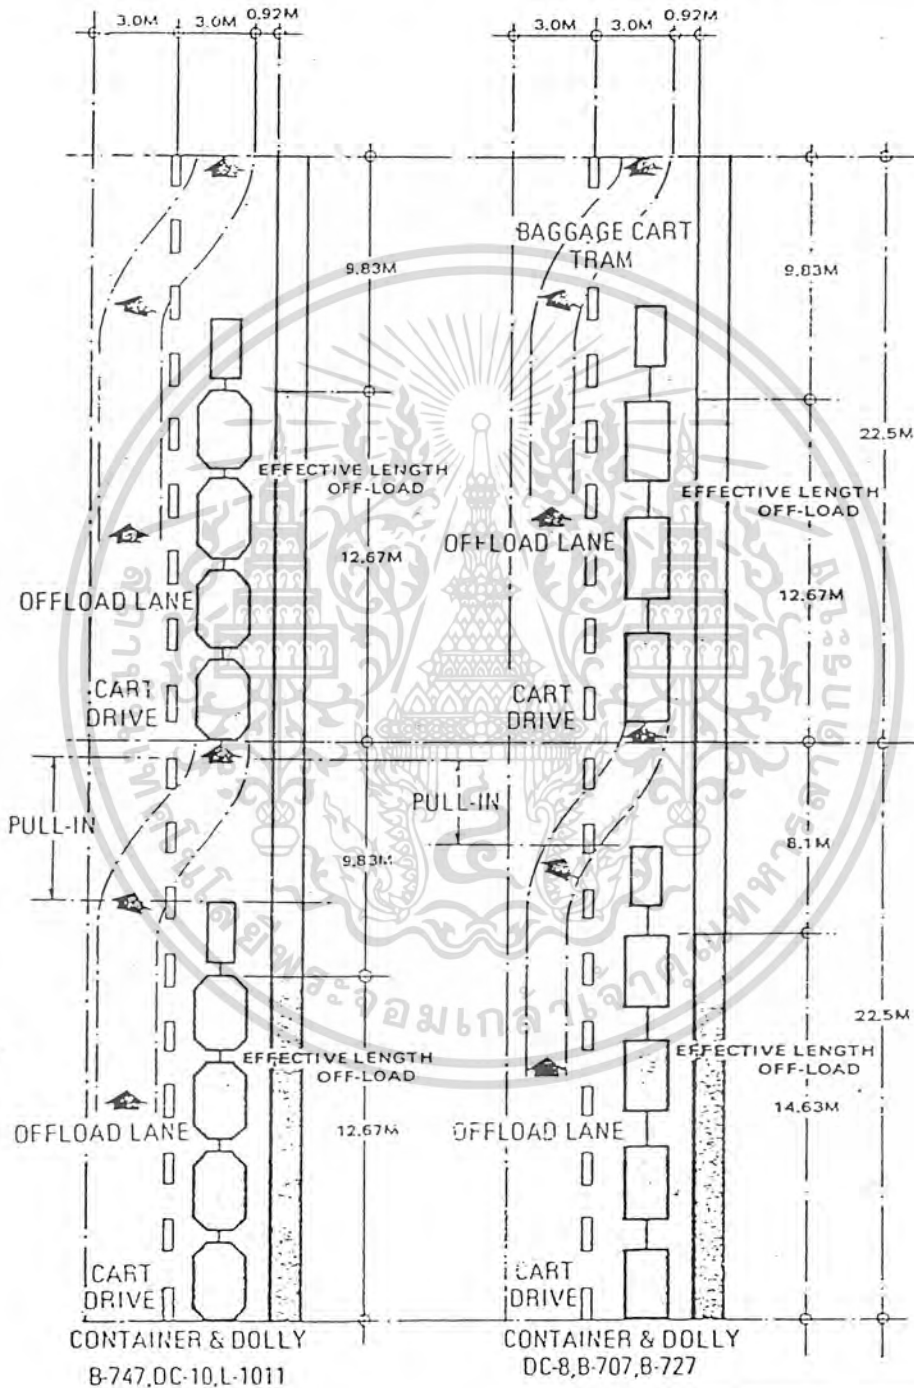 3.0M 3.0M 0.92M
3.0M 3.0M 0.92M
BAGGAGE CART
TRAM
9.83M
9.83M
22.5M
EFFECTIVE LENGTH
OFF-LOAD
EFFECTIVE LENGTH
OFF-LOAD
OFFLOAD LANE
12.67M
OFFLOAD LANE
12.67M
CART
DRIVE
CART
DRIVE
PULL-IN
PULL-IN
9.83M
8.1M
22.5M
EFFECTIVE LENGTH
OFF-LOAD
EFFECTIVE LENGTH
OFF-LOAD
OFFLOAD LANE
12.67M
OFFLOAD LANE
14.63M
CART
DRIVE
CART
DRIVE
CONTAINER & DOLLY
B-747,DC-10,L-1011
CONTAINER & DOLLY
DC-8,B-707,B-727